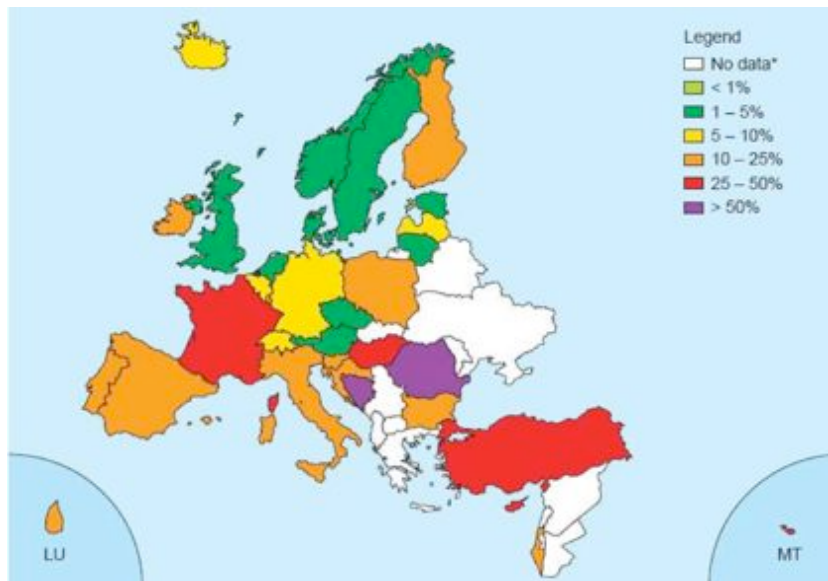 Legend
No data*
< 1%
1 – 5%
5 – 10%
10 – 25%
25 – 50%
> 50%
LU
MT